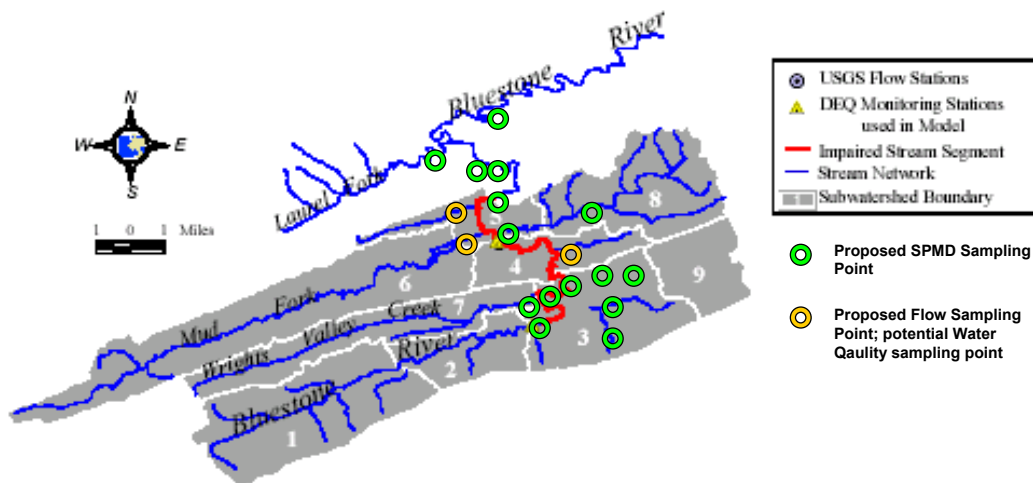 River
Bluestone
Laurel Fork
N
W
E
S
1 0 1 Miles
USGS Flow Stations
DEQ Monitoring Stations
used in Model
Impaired Stream Segment
Stream Network
1
Subwatershed Boundary
Proposed SPMD Sampling
Point
Proposed Flow Sampling
Point; potential Water
Qaulity sampling point
8
5
4
9
6
7
3
2
1
Mud Fork
Wrights Valley Creek
Bluestone River